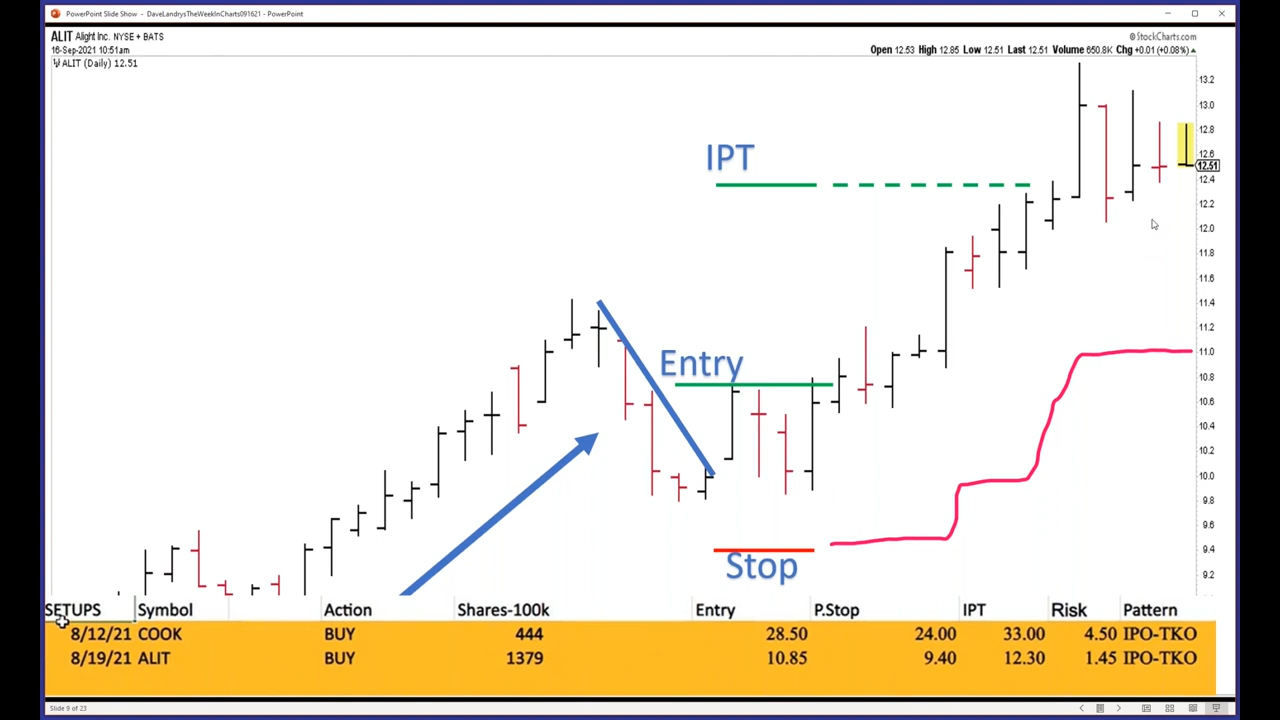 PowerPoint Slide Show - DaveLandrysTheWeekInCharts091621 - PowerPoint
ALIT Alight Inc. NYSE + BATS
© StockCharts.com
16-Sep-2021 10:51am
Open 12.53 High 12.85 Low 12.51 Last 12.51 Volume 650.8K Chg +0.01 (+0.08%)
ALIT (Daily) 12.51
13.2
13.0
12.8
12.6
12.51
12.4
12.2
12.0
11.8
11.6
11.4
11.2
11.0
10.8
10.6
10.4
10.2
10.0
9.8
9.6
9.4
9.2
IPT
Entry
Stop
SETUPS Symbol Action Shares-100k Entry P.Stop IPT Risk Pattern
8/12/21 COOK BUY 444 28.50 24.00 33.00 4.50 IPO-TKO
8/19/21 ALIT BUY 1379 10.85 9.40 12.30 1.45 IPO-TKO
Slide 9 of 23